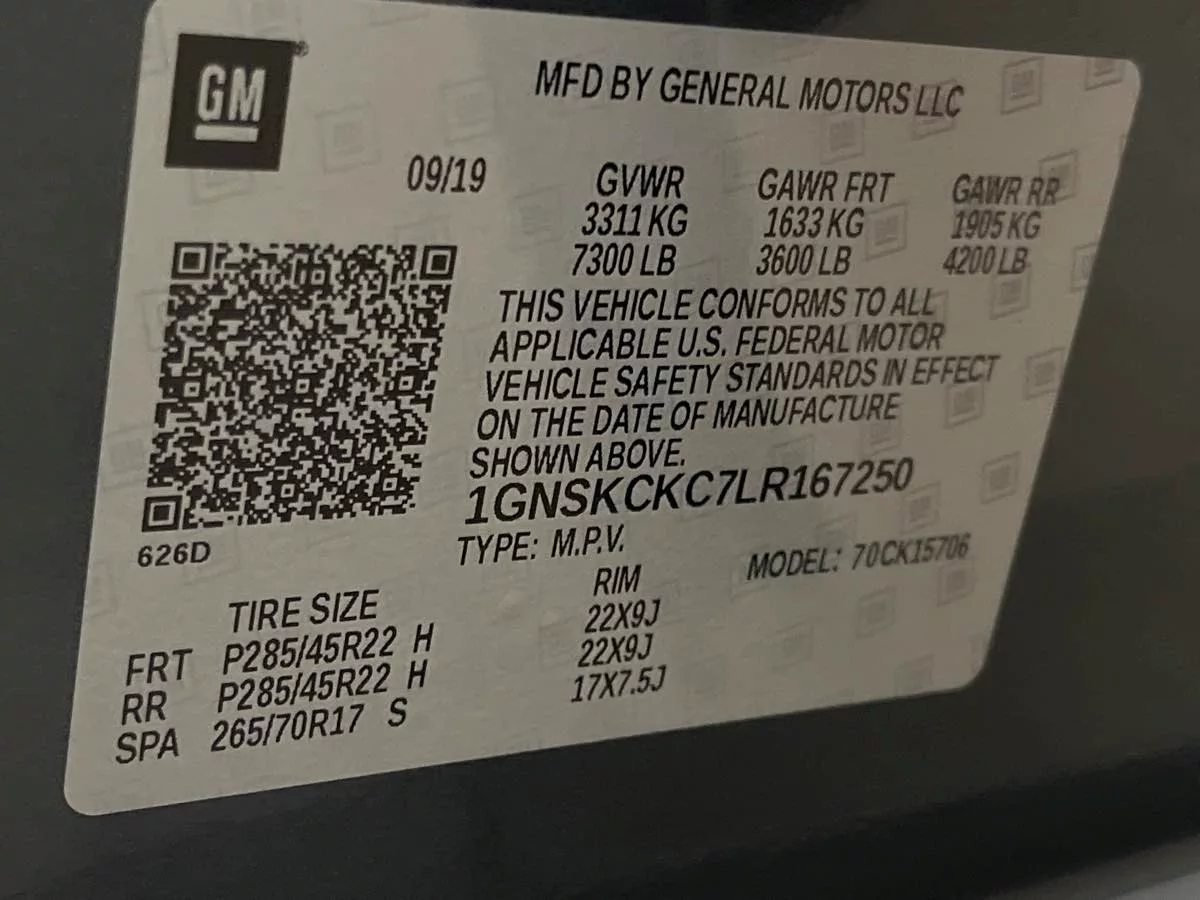 GM
MFD BY GENERAL MOTORS LLC
09/19 GVWR GAWR FRT GAWR RR
3311 KG 1633 KG 1905 KG
7300 LB 3600 LB 4200 LB
THIS VEHICLE CONFORMS TO ALL
APPLICABLE U.S. FEDERAL MOTOR
VEHICLE SAFETY STANDARDS IN EFFECT
ON THE DATE OF MANUFACTURE
SHOWN ABOVE.
1GNSKCKC7LR167250
626D
TYPE: M.P.V. MODEL: 70CK15706
TIRE SIZE RIM
FRT P285/45R22 H 22X9J
RR P285/45R22 H 22X9J
SPA 265/70R17 S 17X7.5J